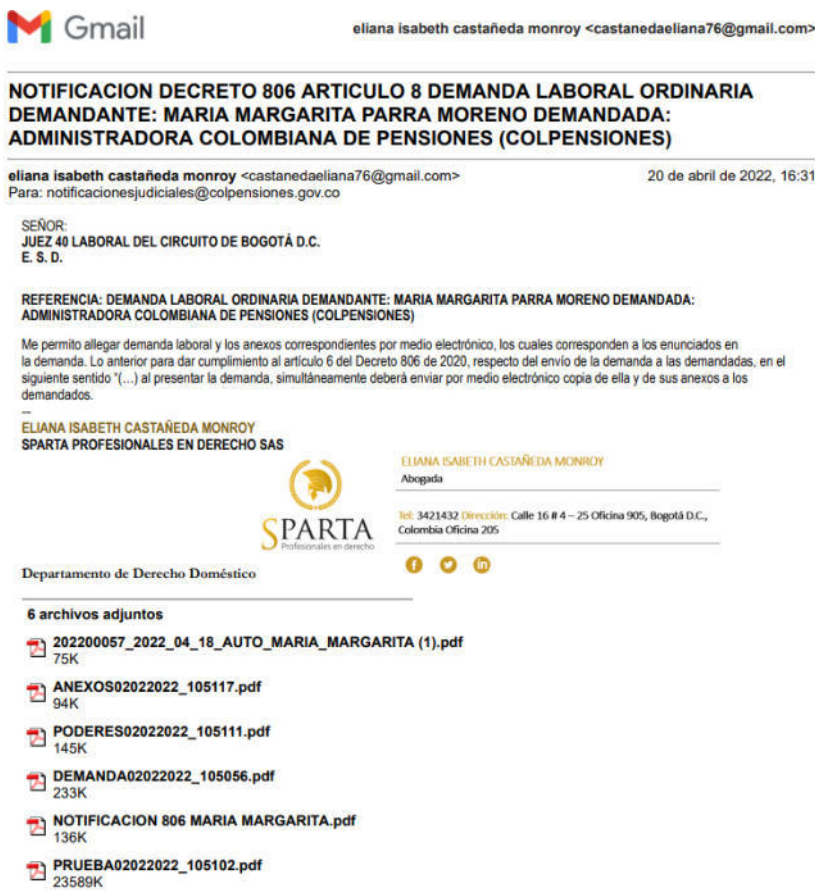 Gmail
eliana isabeth castañeda monroy <castanedaeliana76@gmail.com>
NOTIFICACION DECRETO 806 ARTICULO 8 DEMANDA LABORAL ORDINARIA
DEMANDANTE: MARIA MARGARITA PARRA MORENO DEMANDADA:
ADMINISTRADORA COLOMBIANA DE PENSIONES (COLPENSIONES)
eliana isabeth castañeda monroy <castanedaeliana76@gmail.com> 20 de abril de 2022, 16:31
Para: notificacionesjudiciales@colpensiones.gov.co
SEÑOR:
JUEZ 40 LABORAL DEL CIRCUITO DE BOGOTÁ D.C.
E. S. D.
REFERENCIA: DEMANDA LABORAL ORDINARIA DEMANDANTE: MARIA MARGARITA PARRA MORENO DEMANDADA:
ADMINISTRADORA COLOMBIANA DE PENSIONES (COLPENSIONES)
Me permito allegar demanda laboral y los anexos correspondientes por medio electrónico, los cuales corresponden a los enunciados en
la demanda. Lo anterior para dar cumplimiento al artículo 6 del Decreto 806 de 2020, respecto del envío de la demanda a las demandadas, en el
siguiente sentido "(…) al presentar la demanda, simultáneamente deberá enviar por medio electrónico copia de ella y de sus anexos a los
demandados.
--
ELIANA ISABETH CASTAÑEDA MONROY
SPARTA PROFESIONALES EN DERECHO SAS
SPARTA
Profesionales en derecho
ELIANA ISABETH CASTAÑEDA MONROY
Abogada
Tel: 3421432 Dirección: Calle 16 # 4 – 25 Oficina 905, Bogotá D.C.,
Colombia Oficina 205
Departamento de Derecho Doméstico
6 archivos adjuntos
202200057_2022_04_18_AUTO_MARIA_MARGARITA (1).pdf
75K
ANEXOS02022022_105117.pdf
94K
PODERES02022022_105111.pdf
145K
DEMANDA02022022_105056.pdf
233K
NOTIFICACION 806 MARIA MARGARITA.pdf
136K
PRUEBA02022022_105102.pdf
23589K